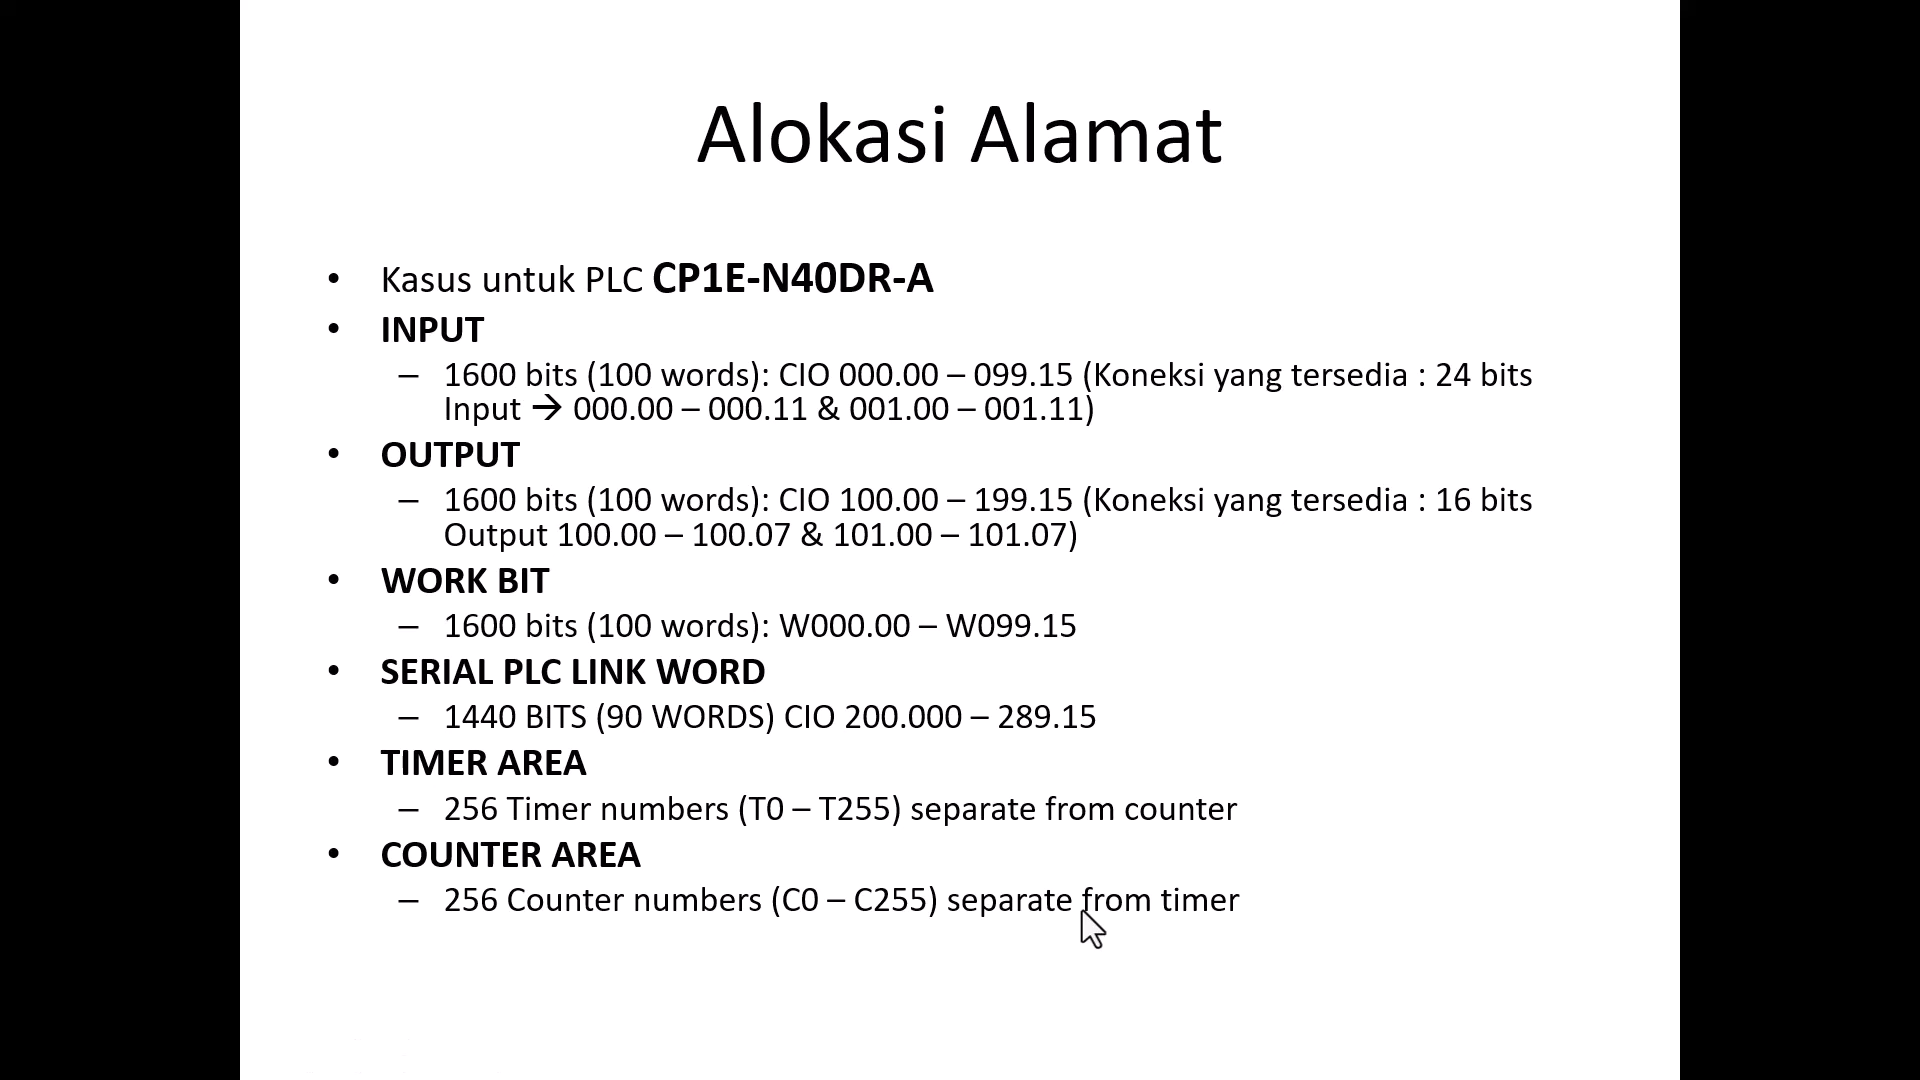 Alokasi Alamat
• Kasus untuk PLC CP1E-N40DR-A
• INPUT
– 1600 bits (100 words): CIO 000.00 – 099.15 (Koneksi yang tersedia : 24 bits
Input → 000.00 – 000.11 & 001.00 – 001.11)
• OUTPUT
– 1600 bits (100 words): CIO 100.00 – 199.15 (Koneksi yang tersedia : 16 bits
Output 100.00 – 100.07 & 101.00 – 101.07)
• WORK BIT
– 1600 bits (100 words): W000.00 – W099.15
• SERIAL PLC LINK WORD
– 1440 BITS (90 WORDS) CIO 200.000 – 289.15
• TIMER AREA
– 256 Timer numbers (T0 – T255) separate from counter
• COUNTER AREA
– 256 Counter numbers (C0 – C255) separate from timer